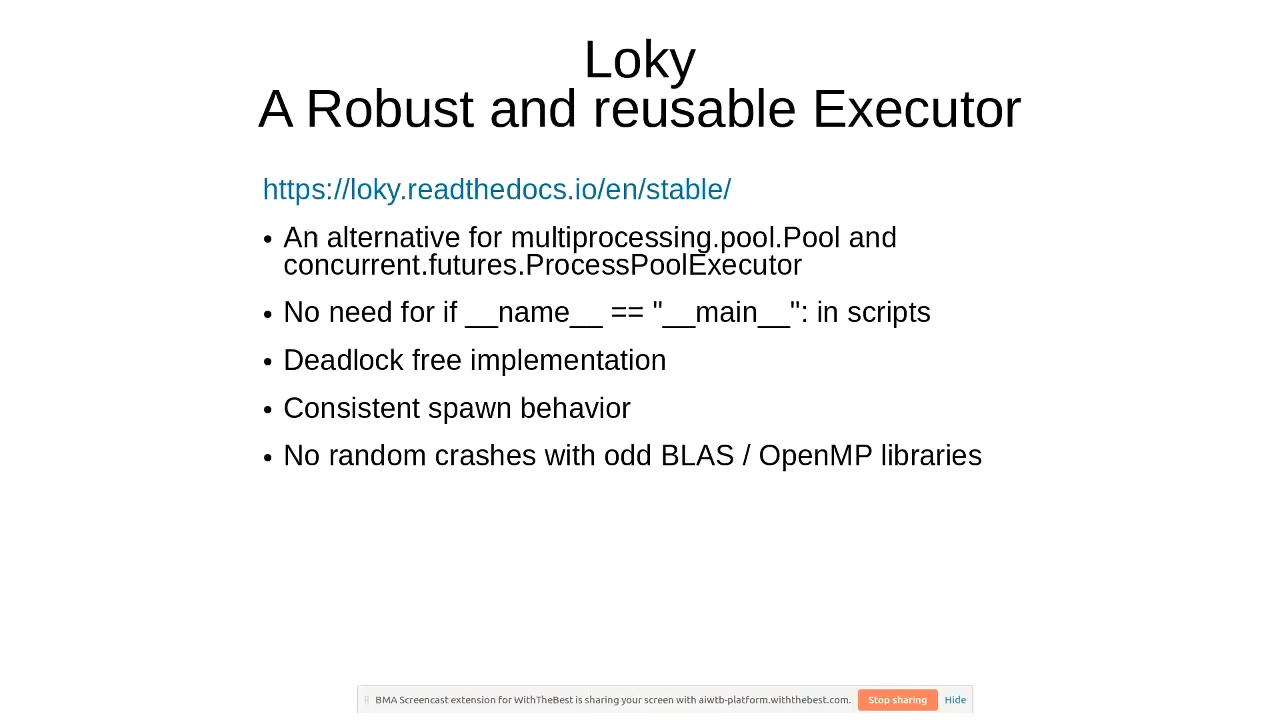 Loky
A Robust and reusable Executor
https://loky.readthedocs.io/en/stable/
• An alternative for multiprocessing.pool.Pool and
concurrent.futures.ProcessPoolExecutor
• No need for if __name__ == "__main__": in scripts
• Deadlock free implementation
• Consistent spawn behavior
• No random crashes with odd BLAS / OpenMP libraries
BMA Screencast extension for WithTheBest is sharing your screen with aiwtb-platform.withthebest.com. Stop sharing Hide